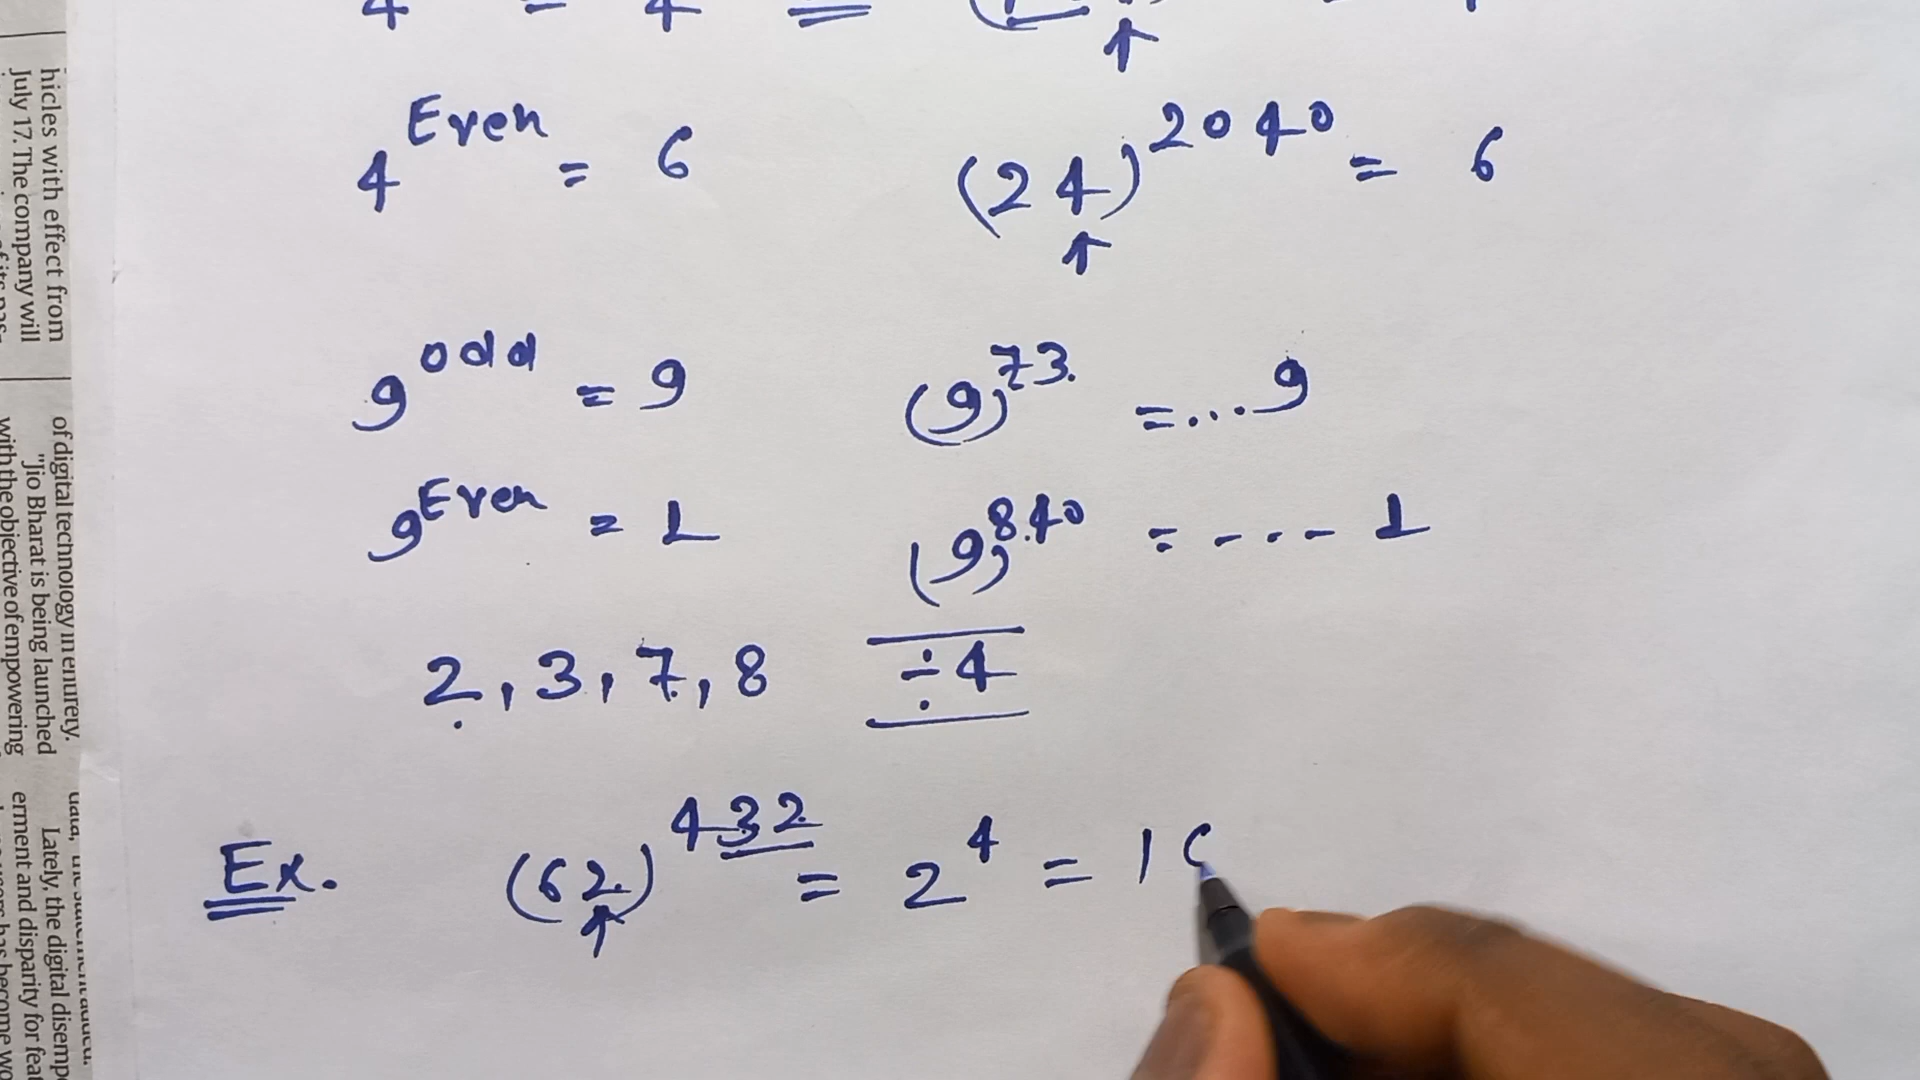 4^Even = 6 (24)^2040 = 6
9^odd = 9 (9)^73 = ...9
9^Even = 1 (9)^840 = ---- 1
2, 3, 7, 8 ÷4
Ex. (62)^432 = 2^4 = 1
hicles with effect from
July 17. The company will
of digital technology in entirety.
"Jio Bharat is being launched
with the objective of empowering
Lately, the digital disemp
erment and disparity for feat